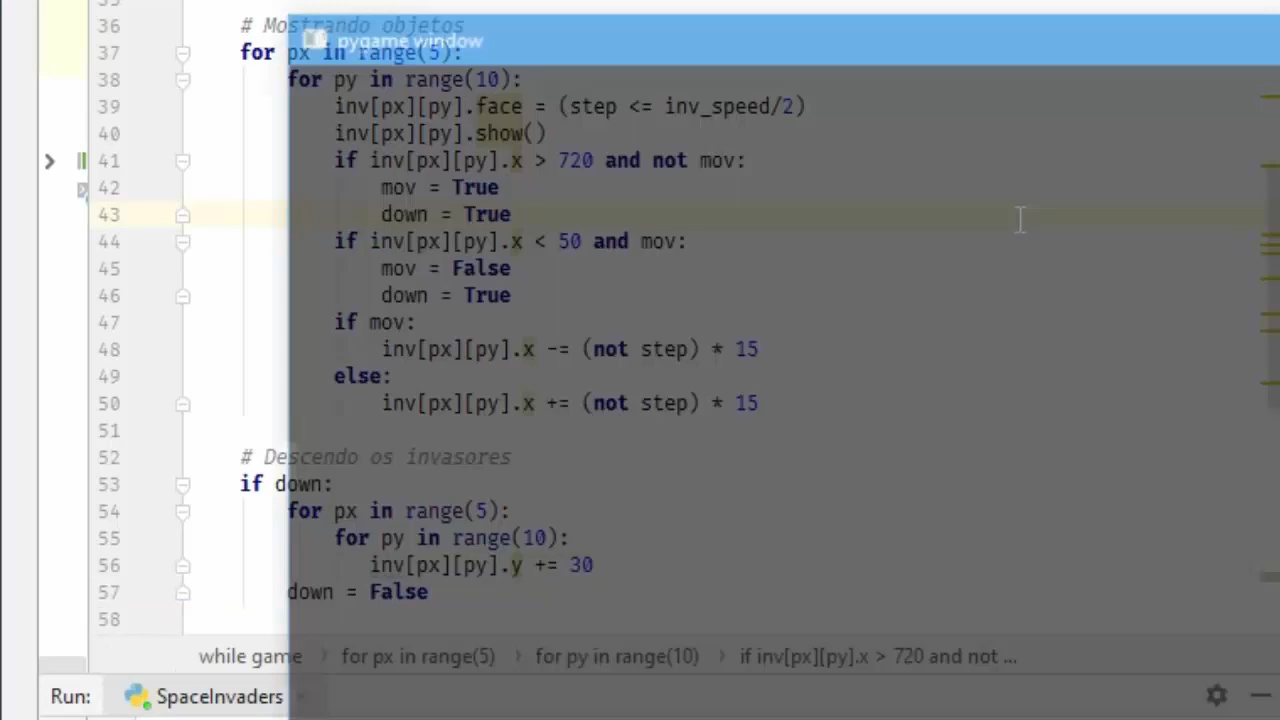 36 # Mostrando objetos
pygame window
37 for px in range(5):
38 for py in range(10):
39 inv[px][py].face = (step <= inv_speed/2)
40 inv[px][py].show()
41 if inv[px][py].x > 720 and not mov:
42 mov = True
43 down = True
44 if inv[px][py].x < 50 and mov:
45 mov = False
46 down = True
47 if mov:
48 inv[px][py].x -= (not step) * 15
49 else:
50 inv[px][py].x += (not step) * 15
51
52 # Descendo os invasores
53 if down:
54 for px in range(5):
55 for py in range(10):
56 inv[px][py].y += 30
57 down = False
58
while game > for px in range(5) > for py in range(10) > if inv[px][py].x > 720 and not ...
Run: SpaceInvaders